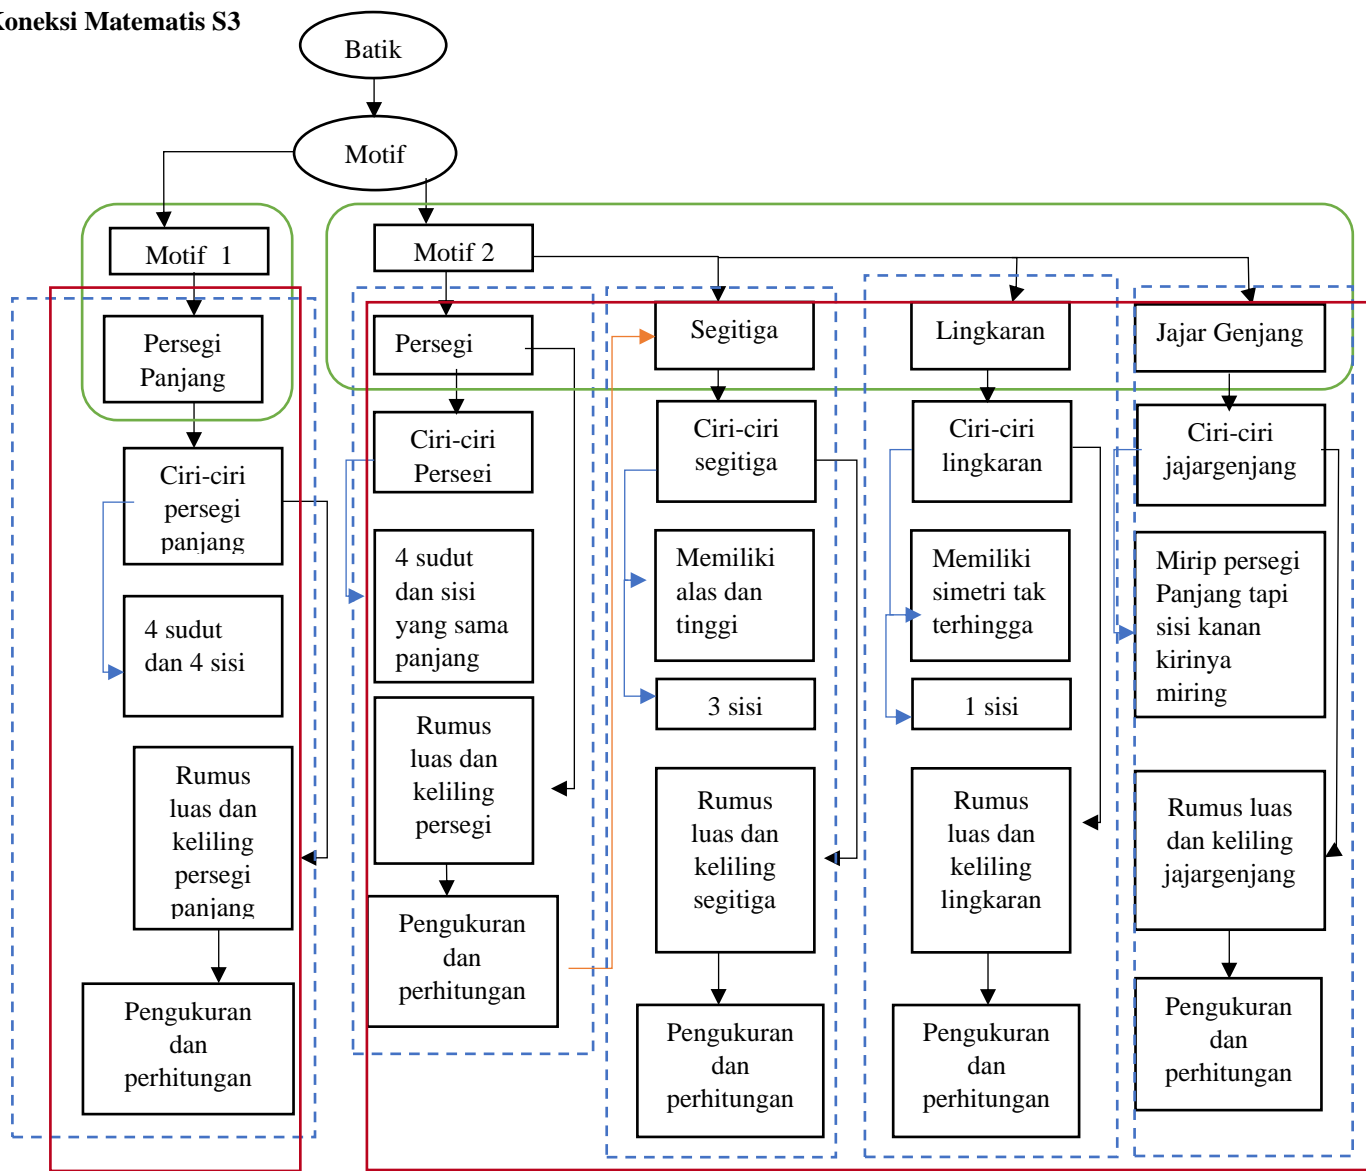 Koneksi Matematis S3
Batik
Motif
Motif 1
Persegi
Panjang
Ciri-ciri
persegi
panjang
4 sudut
dan 4 sisi
Rumus
luas dan
keliling
persegi
panjang
Pengukuran
dan
perhitungan
Motif 2
Persegi
Ciri-ciri
Persegi
4 sudut
dan sisi
yang sama
panjang
Rumus
luas dan
keliling
persegi
Pengukuran
dan
perhitungan
Segitiga
Ciri-ciri
segitiga
Memiliki
alas dan
tinggi
3 sisi
Rumus
luas dan
keliling
segitiga
Pengukuran
dan
perhitungan
Lingkaran
Ciri-ciri
lingkaran
Memiliki
simetri tak
terhingga
1 sisi
Rumus
luas dan
keliling
lingkaran
Pengukuran
dan
perhitungan
Jajar Genjang
Ciri-ciri
jajargenjang
Mirip persegi
Panjang tapi
sisi kanan
kirinya
miring
Rumus luas
dan keliling
jajargenjang
Pengukuran
dan
perhitungan